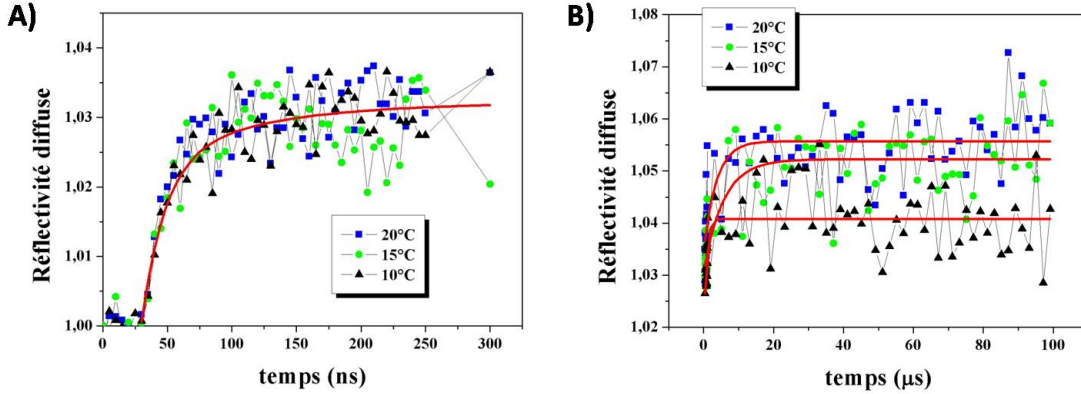 A)
Réflectivité diffuse
1,04
1,03
1,02
1,01
1,00
20°C
15°C
10°C
0
50
100
150
200
250
300
temps (ns)
B)
Réflectivité diffuse
1,08
1,07
1,06
1,05
1,04
1,03
1,02
20°C
15°C
10°C
0
20
40
60
80
100
temps (µs)